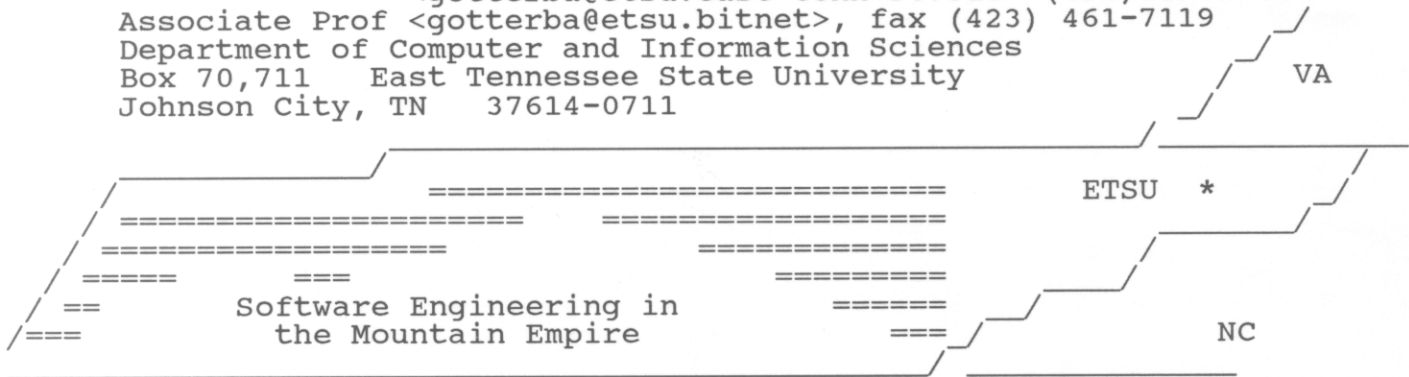 Associate Prof <gotterba@etsu.bitnet>, fax (423) 461-7119
Department of Computer and Information Sciences
Box 70,711 East Tennessee State University
Johnson City, TN 37614-0711
VA
ETSU *
Software Engineering in
the Mountain Empire
NC